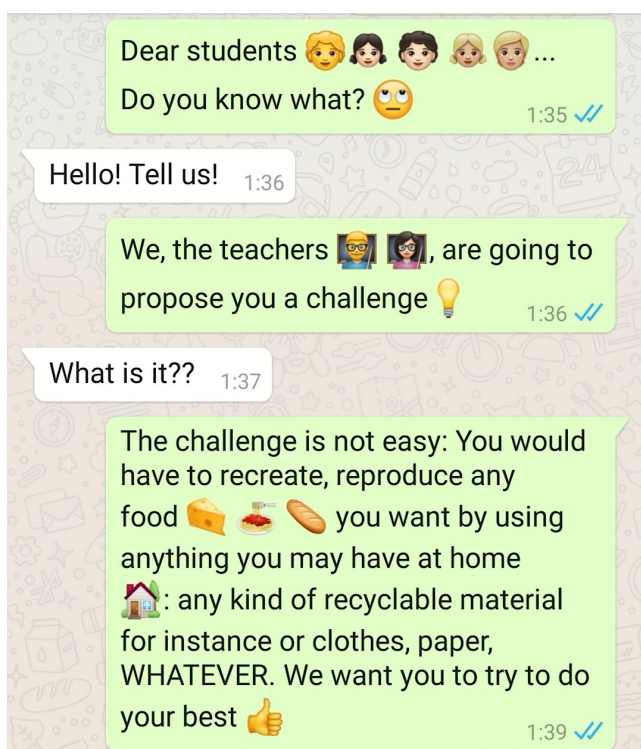 Dear students 👩‍🦱👧🏻👩🏻👧🏼👱🏼...
Do you know what? 🙄
1:35
Hello! Tell us!
1:36
We, the teachers 👨‍🏫 👩🏻‍🏫, are going to
propose you a challenge 💡
1:36
What is it??
1:37
The challenge is not easy: You would
have to recreate, reproduce any
food 🧀 🍝 🥖 you want by using
anything you may have at home
🏡: any kind of recyclable material
for instance or clothes, paper,
WHATEVER. We want you to try to do
your best 👍
1:39